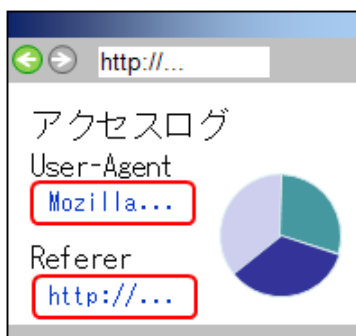 http://...
アクセスログ
User-Agent
Mozilla...
Referer
http://...